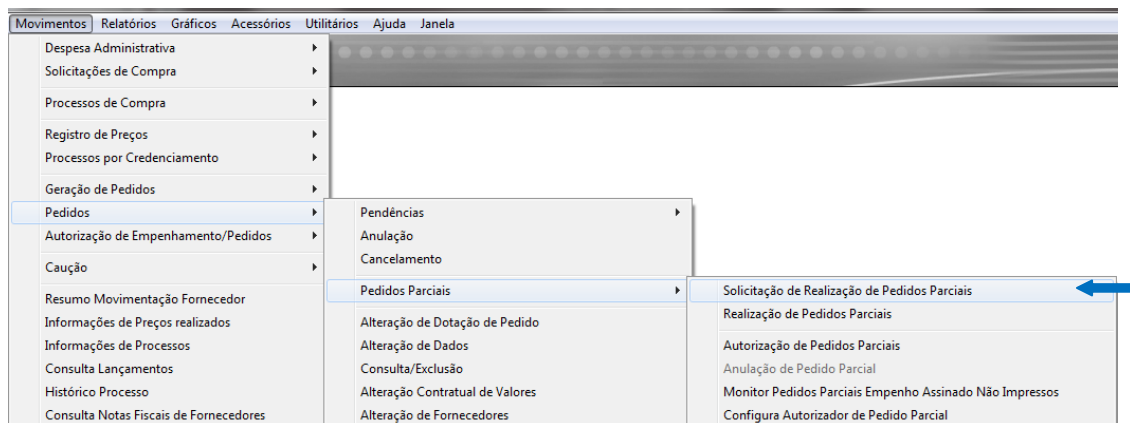 Movimentos Relatórios Gráficos Acessórios Utilitários Ajuda Janela
Despesa Administrativa
Solicitações de Compra
Processos de Compra
Registro de Preços
Processos por Credenciamento
Geração de Pedidos
Pedidos
Autorização de Empenhamento/Pedidos
Caução
Resumo Movimentação Fornecedor
Informações de Preços realizados
Informações de Processos
Consulta Lançamentos
Histórico Processo
Consulta Notas Fiscais de Fornecedores
Pendências
Anulação
Cancelamento
Pedidos Parciais
Alteração de Dotação de Pedido
Alteração de Dados
Consulta/Exclusão
Alteração Contratual de Valores
Alteração de Fornecedores
Solicitação de Realização de Pedidos Parciais
Realização de Pedidos Parciais
Autorização de Pedidos Parciais
Anulação de Pedido Parcial
Monitor Pedidos Parciais Empenho Assinado Não Impressos
Configura Autorizador de Pedido Parcial